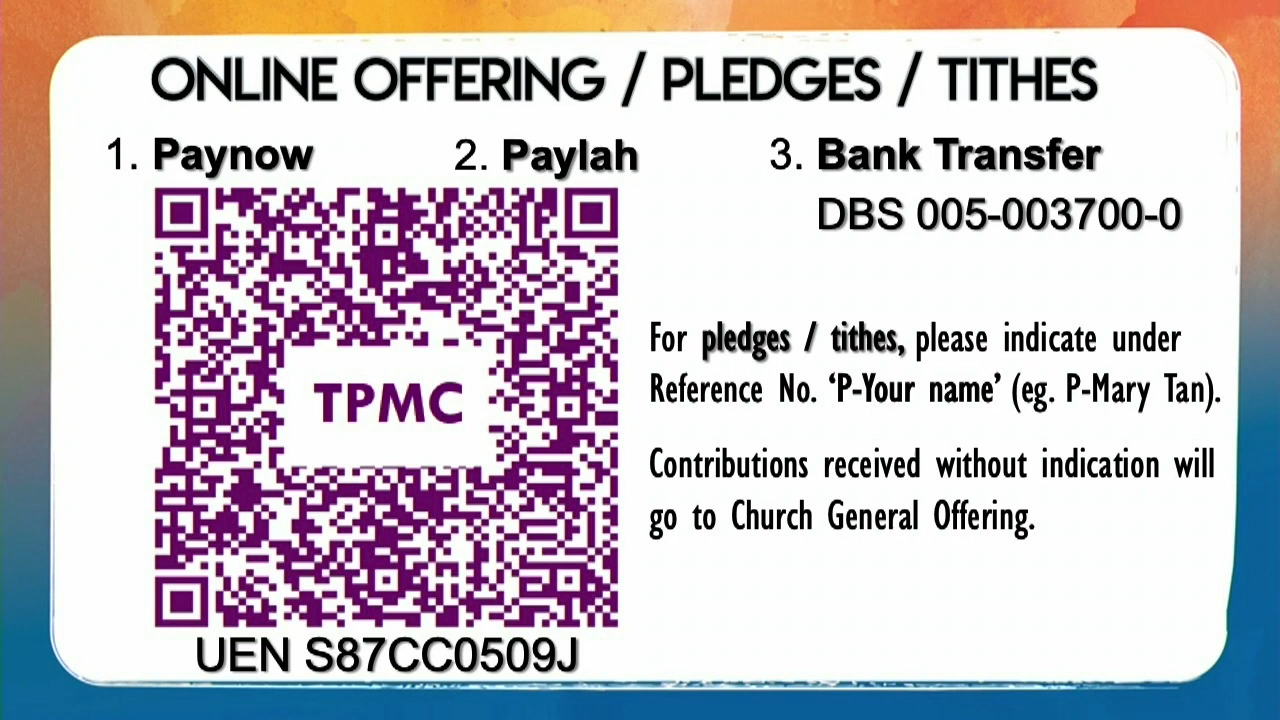 ONLINE OFFERING / PLEDGES / TITHES
1. Paynow
2. Paylah
3. Bank Transfer
DBS 005-003700-0
TPMC
For pledges / tithes, please indicate under
Reference No. ‘P-Your name’ (eg. P-Mary Tan).
Contributions received without indication will
go to Church General Offering.
UEN S87CC0509J